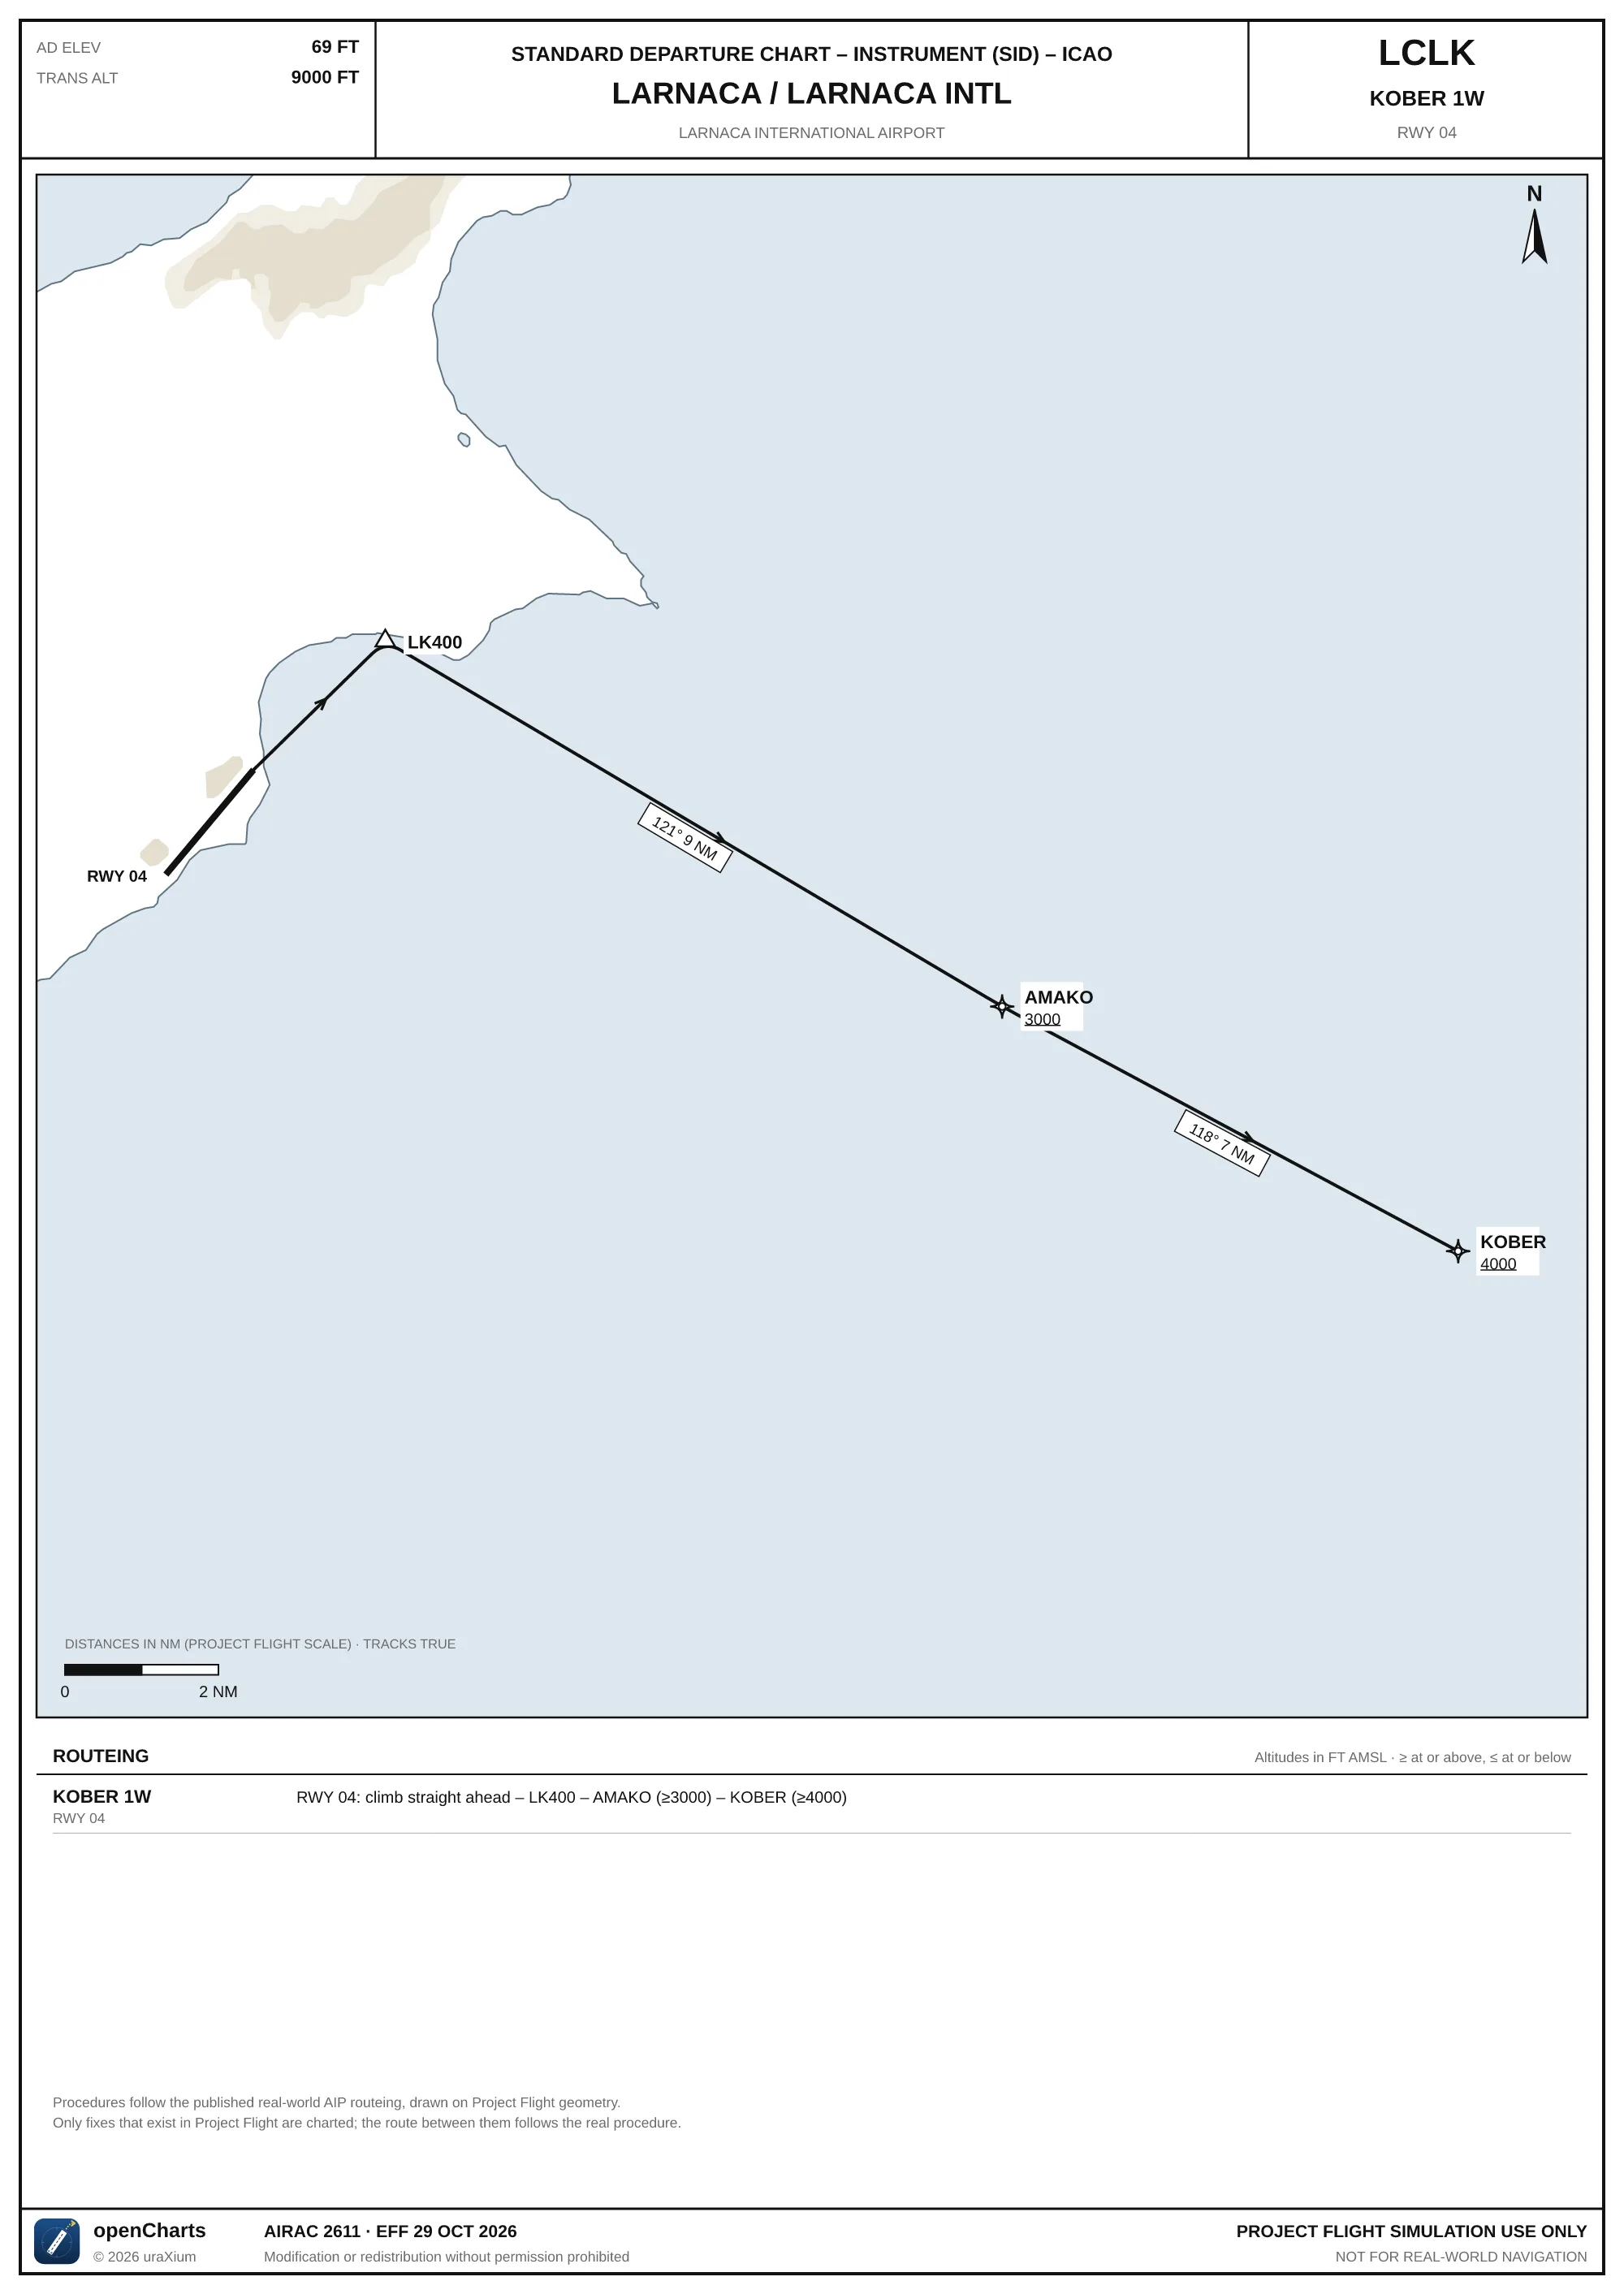 AD ELEV 69 FT
TRANS ALT 9000 FT
STANDARD DEPARTURE CHART – INSTRUMENT (SID) – ICAO
LARNACA / LARNACA INTL
LARNACA INTERNATIONAL AIRPORT
LCLK
KOBER 1W
RWY 04
N
LK400
RWY 04
121° 9 NM
AMAKO
3000
118° 7 NM
KOBER
4000
DISTANCES IN NM (PROJECT FLIGHT SCALE) · TRACKS TRUE
0 2 NM
ROUTEING
Altitudes in FT AMSL · ≥ at or above, ≤ at or below
KOBER 1W
RWY 04: climb straight ahead – LK400 – AMAKO (≥3000) – KOBER (≥4000)
RWY 04
Procedures follow the published real-world AIP routeing, drawn on Project Flight geometry.
Only fixes that exist in Project Flight are charted; the route between them follows the real procedure.
openCharts
© 2026 uraXium
AIRAC 2611 · EFF 29 OCT 2026
Modification or redistribution without permission prohibited
PROJECT FLIGHT SIMULATION USE ONLY
NOT FOR REAL-WORLD NAVIGATION